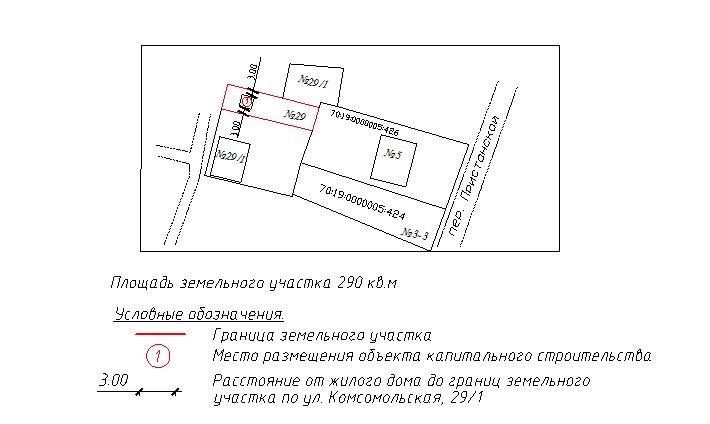 3.00
№29/1
1
№29
3.00
70:19:0000005:426
№5
№29/1
70:19:0000005:424
№3-3
пер. Пристанской
Площадь земельного участка 290 кв.м
Условные обозначения:
Граница земельного участка
1 Место размещения объекта капитального строительства
3.00 Расстояние от жилого дома до границ земельного
участка по ул. Комсомольская, 29/1